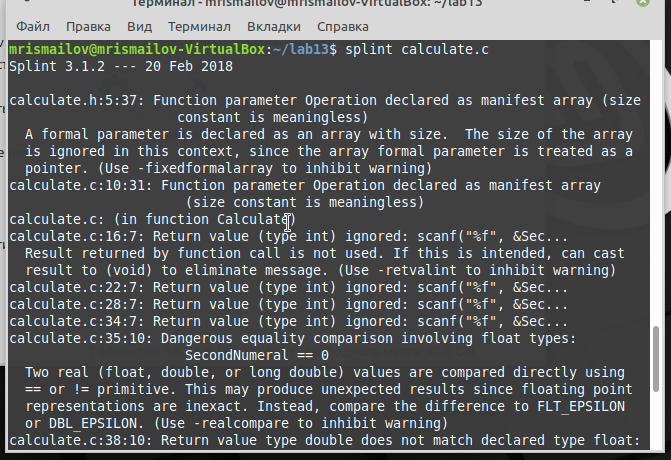 Терминал - mrismailov@mrismailov-VirtualBox: ~/lab13
Файл Правка Вид Терминал Вкладки Справка
mrismailov@mrismailov-VirtualBox:~/lab13$ splint calculate.c
Splint 3.1.2 --- 20 Feb 2018
calculate.h:5:37: Function parameter Operation declared as manifest array (size
constant is meaningless)
A formal parameter is declared as an array with size.  The size of the array
is ignored in this context, since the array formal parameter is treated as a
pointer. (Use -fixedformalarray to inhibit warning)
calculate.c:10:31: Function parameter Operation declared as manifest array
(size constant is meaningless)
calculate.c: (in function Calculate)
calculate.c:16:7: Return value (type int) ignored: scanf("%f", &Sec...
Result returned by function call is not used. If this is intended, can cast
result to (void) to eliminate message. (Use -retvalint to inhibit warning)
calculate.c:22:7: Return value (type int) ignored: scanf("%f", &Sec...
calculate.c:28:7: Return value (type int) ignored: scanf("%f", &Sec...
calculate.c:34:7: Return value (type int) ignored: scanf("%f", &Sec...
calculate.c:35:10: Dangerous equality comparison involving float types:
SecondNumeral == 0
Two real (float, double, or long double) values are compared directly using
== or != primitive. This may produce unexpected results since floating point
representations are inexact. Instead, compare the difference to FLT_EPSILON
or DBL_EPSILON. (Use -realcompare to inhibit warning)
calculate.c:38:10: Return value type double does not match declared type float: